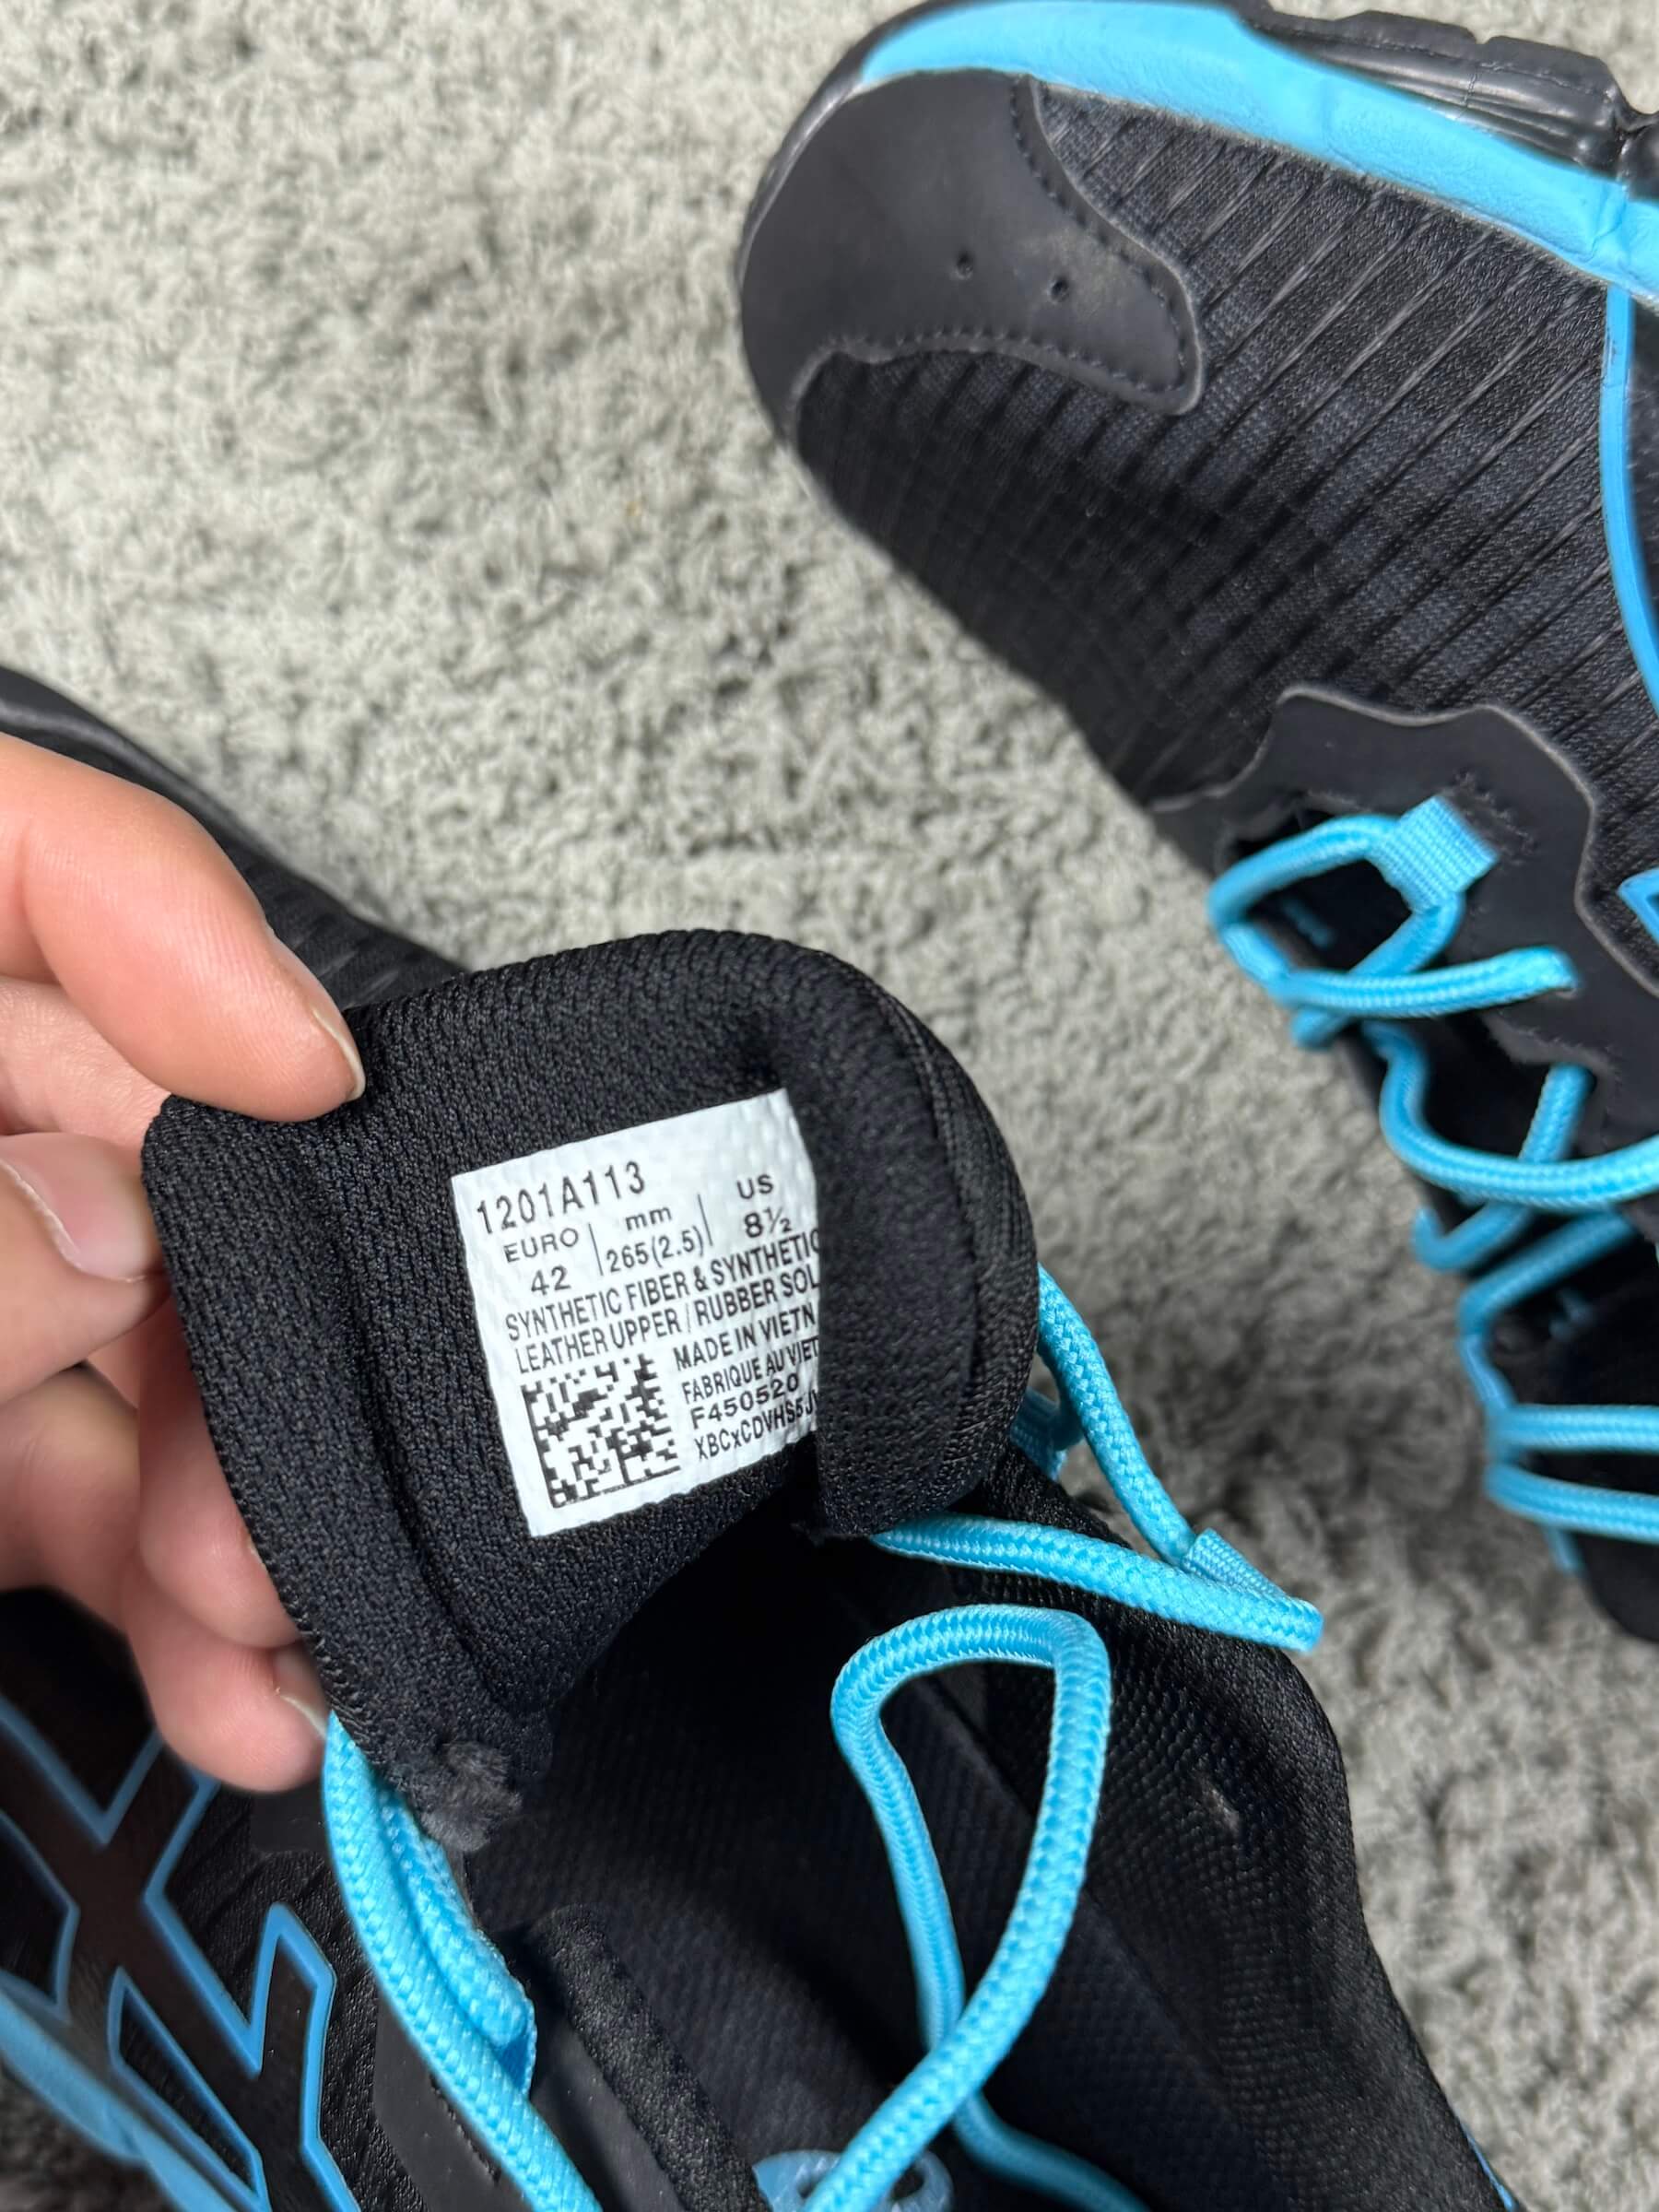 1201A113
EURO mm US
42 265(2.5) 8½
SYNTHETIC FIBER & SYNTHETIC
LEATHER UPPER / RUBBER SOL
MADE IN VIETN
FABRIQUE AU VIET
F450520